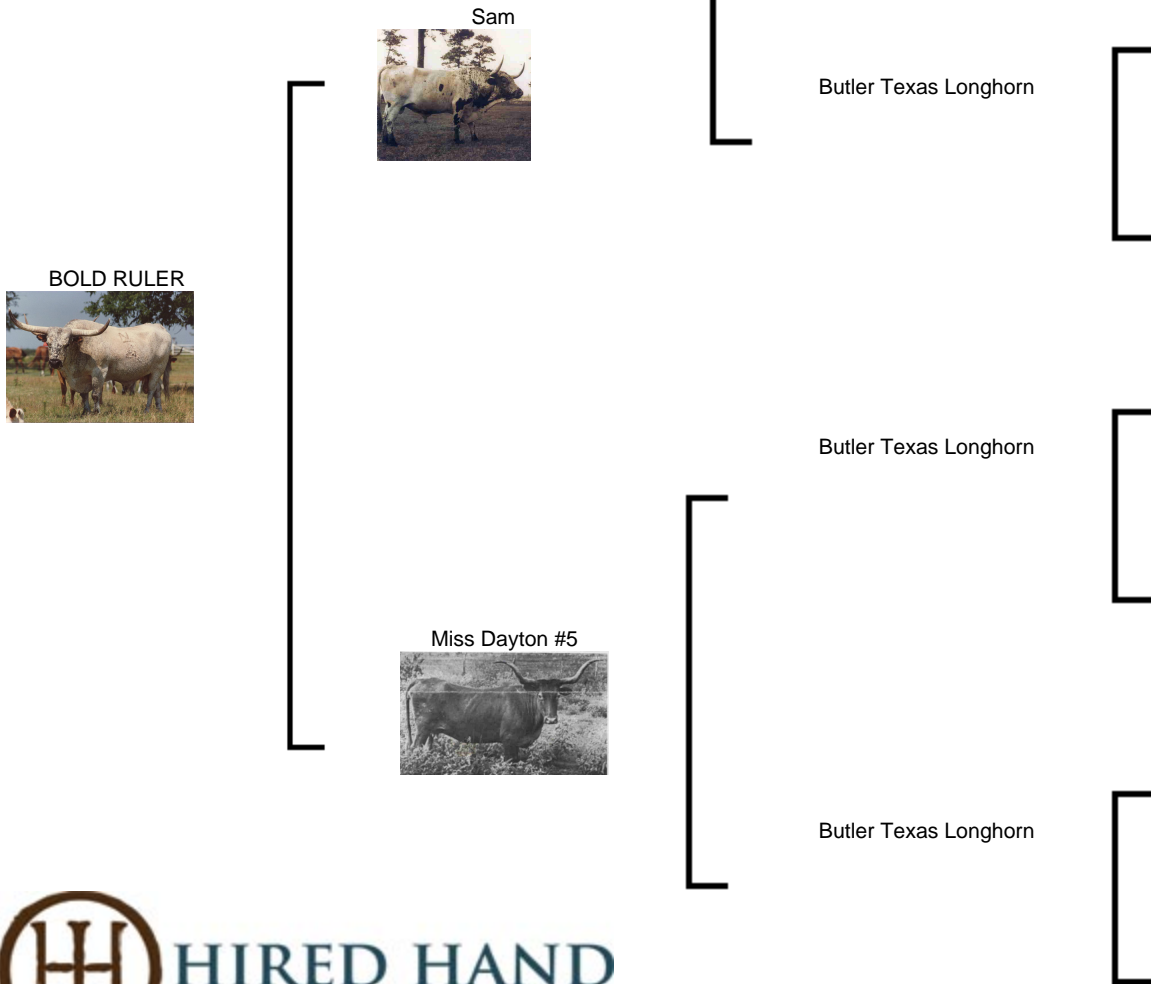 Sam
Butler Texas Longhorn
BOLD RULER
Butler Texas Longhorn
Miss Dayton #5
Butler Texas Longhorn
HIRED HAND